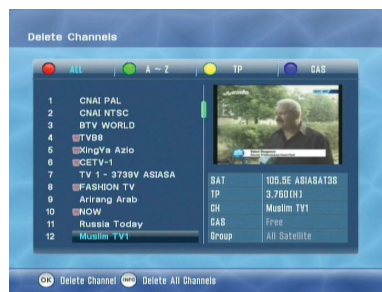 Delete Channels
ALL A ~ Z TP CAS
1 CNAI PAL
2 CNAI NTSC
3 BTV WORLD
4 TVB8
5 XingYa Azio
6 CETV-1
7 TV 1 - 3739V ASIASA
8 FASHION TV
9 Arirang Arab
10 NOW
11 Russia Today
12 Muslim TV1
SAT 105.5E ASIASAT3S
TP 3.760(H)
CH Muslim TV1
CAS Free
Group All Satellite
OK Delete Channel INFO Delete All Channels